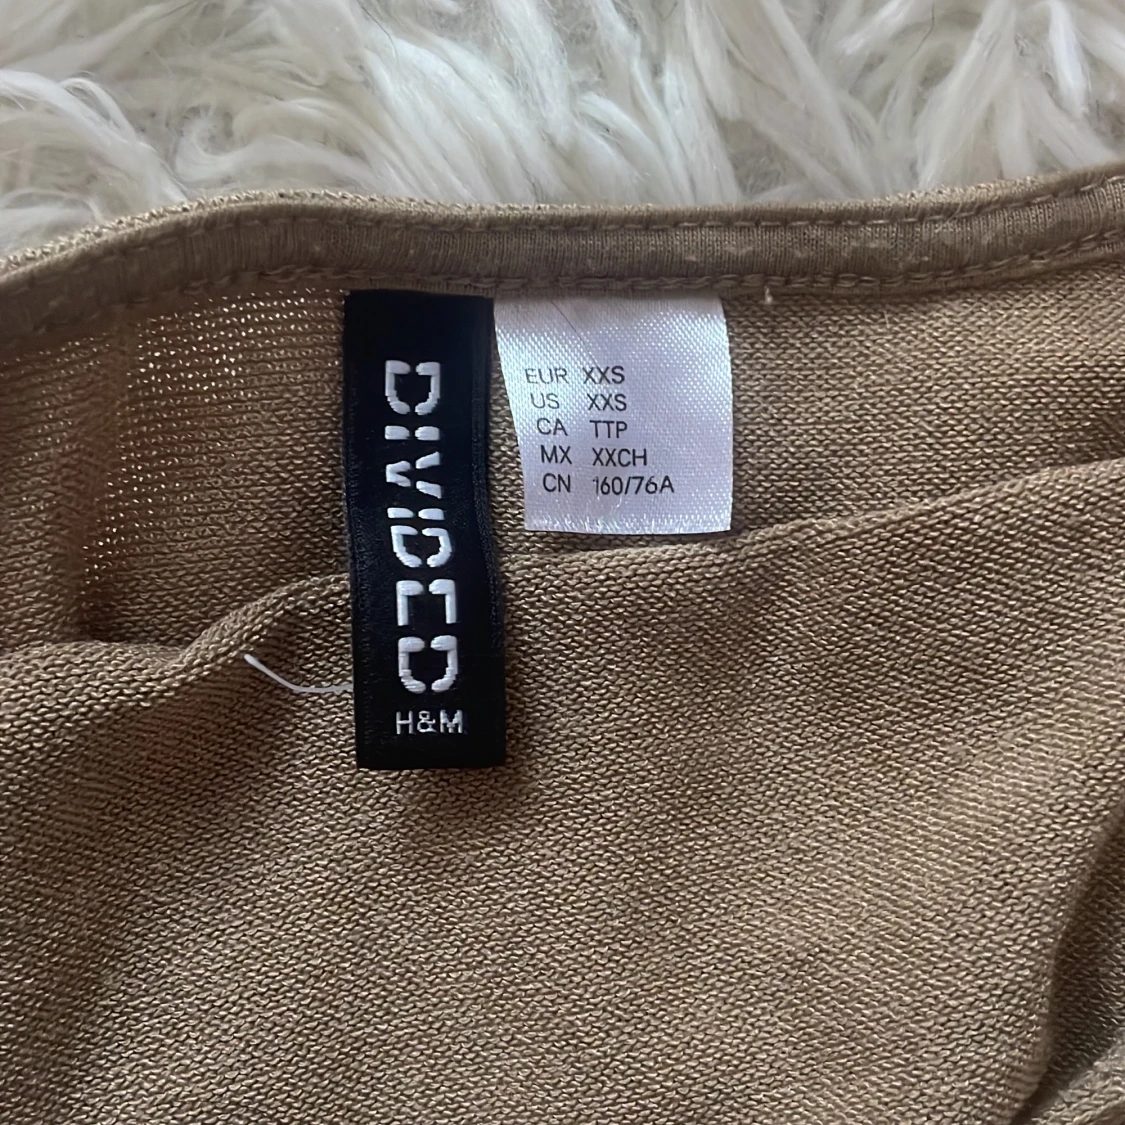 DIVIDED
H&M
EUR XXS
US XXS
CA TTP
MX XXCH
CN 160/76A